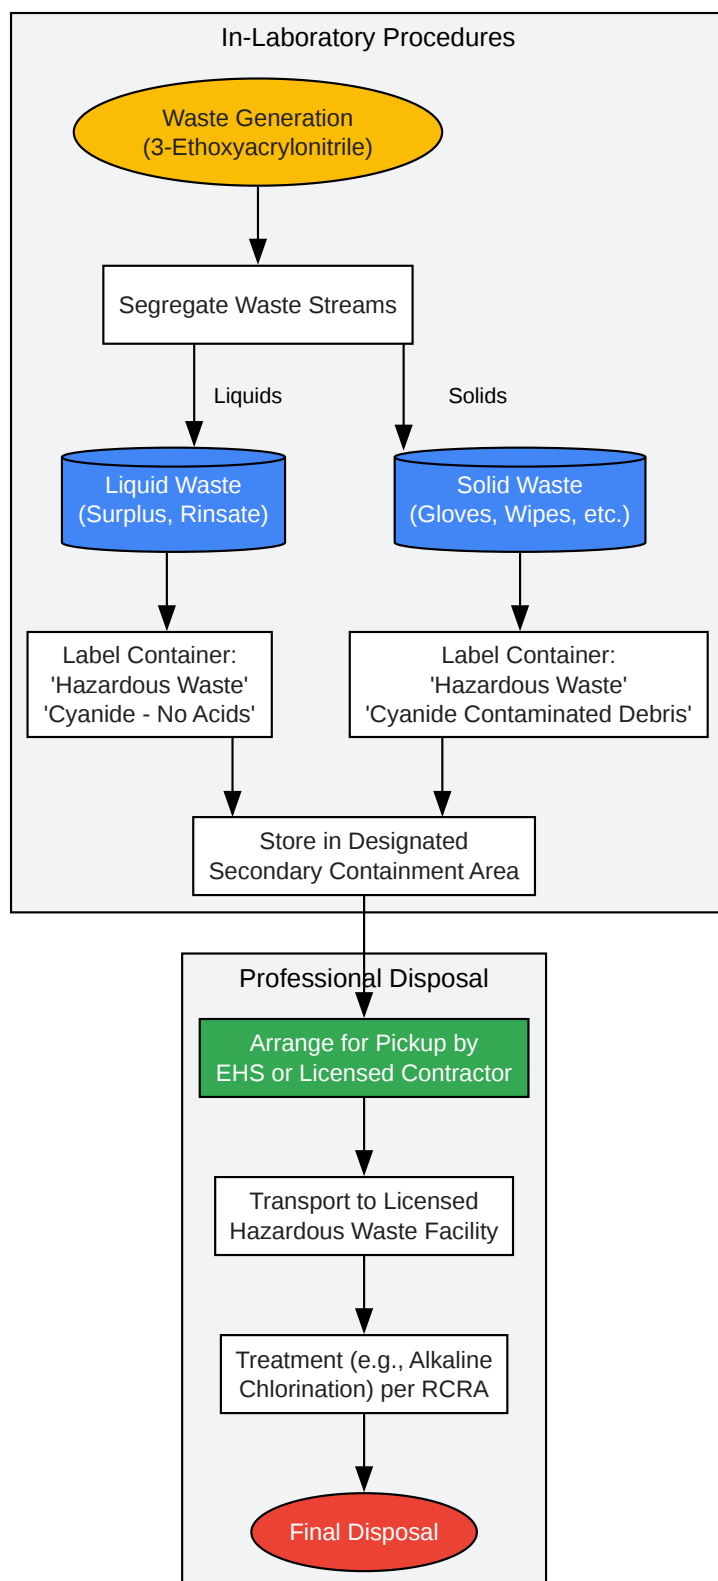 In-Laboratory Procedures
Waste Generation
(3-Ethoxyacrylonitrile)
Segregate Waste Streams
Liquids
Solids
Liquid Waste
(Surplus, Rinsate)
Solid Waste
(Gloves, Wipes, etc.)
Label Container:
'Hazardous Waste'
'Cyanide - No Acids'
Label Container:
'Hazardous Waste'
'Cyanide Contaminated Debris'
Store in Designated
Secondary Containment Area
Professional Disposal
Arrange for Pickup by
EHS or Licensed Contractor
Transport to Licensed
Hazardous Waste Facility
Treatment (e.g., Alkaline
Chlorination) per RCRA
Final Disposal